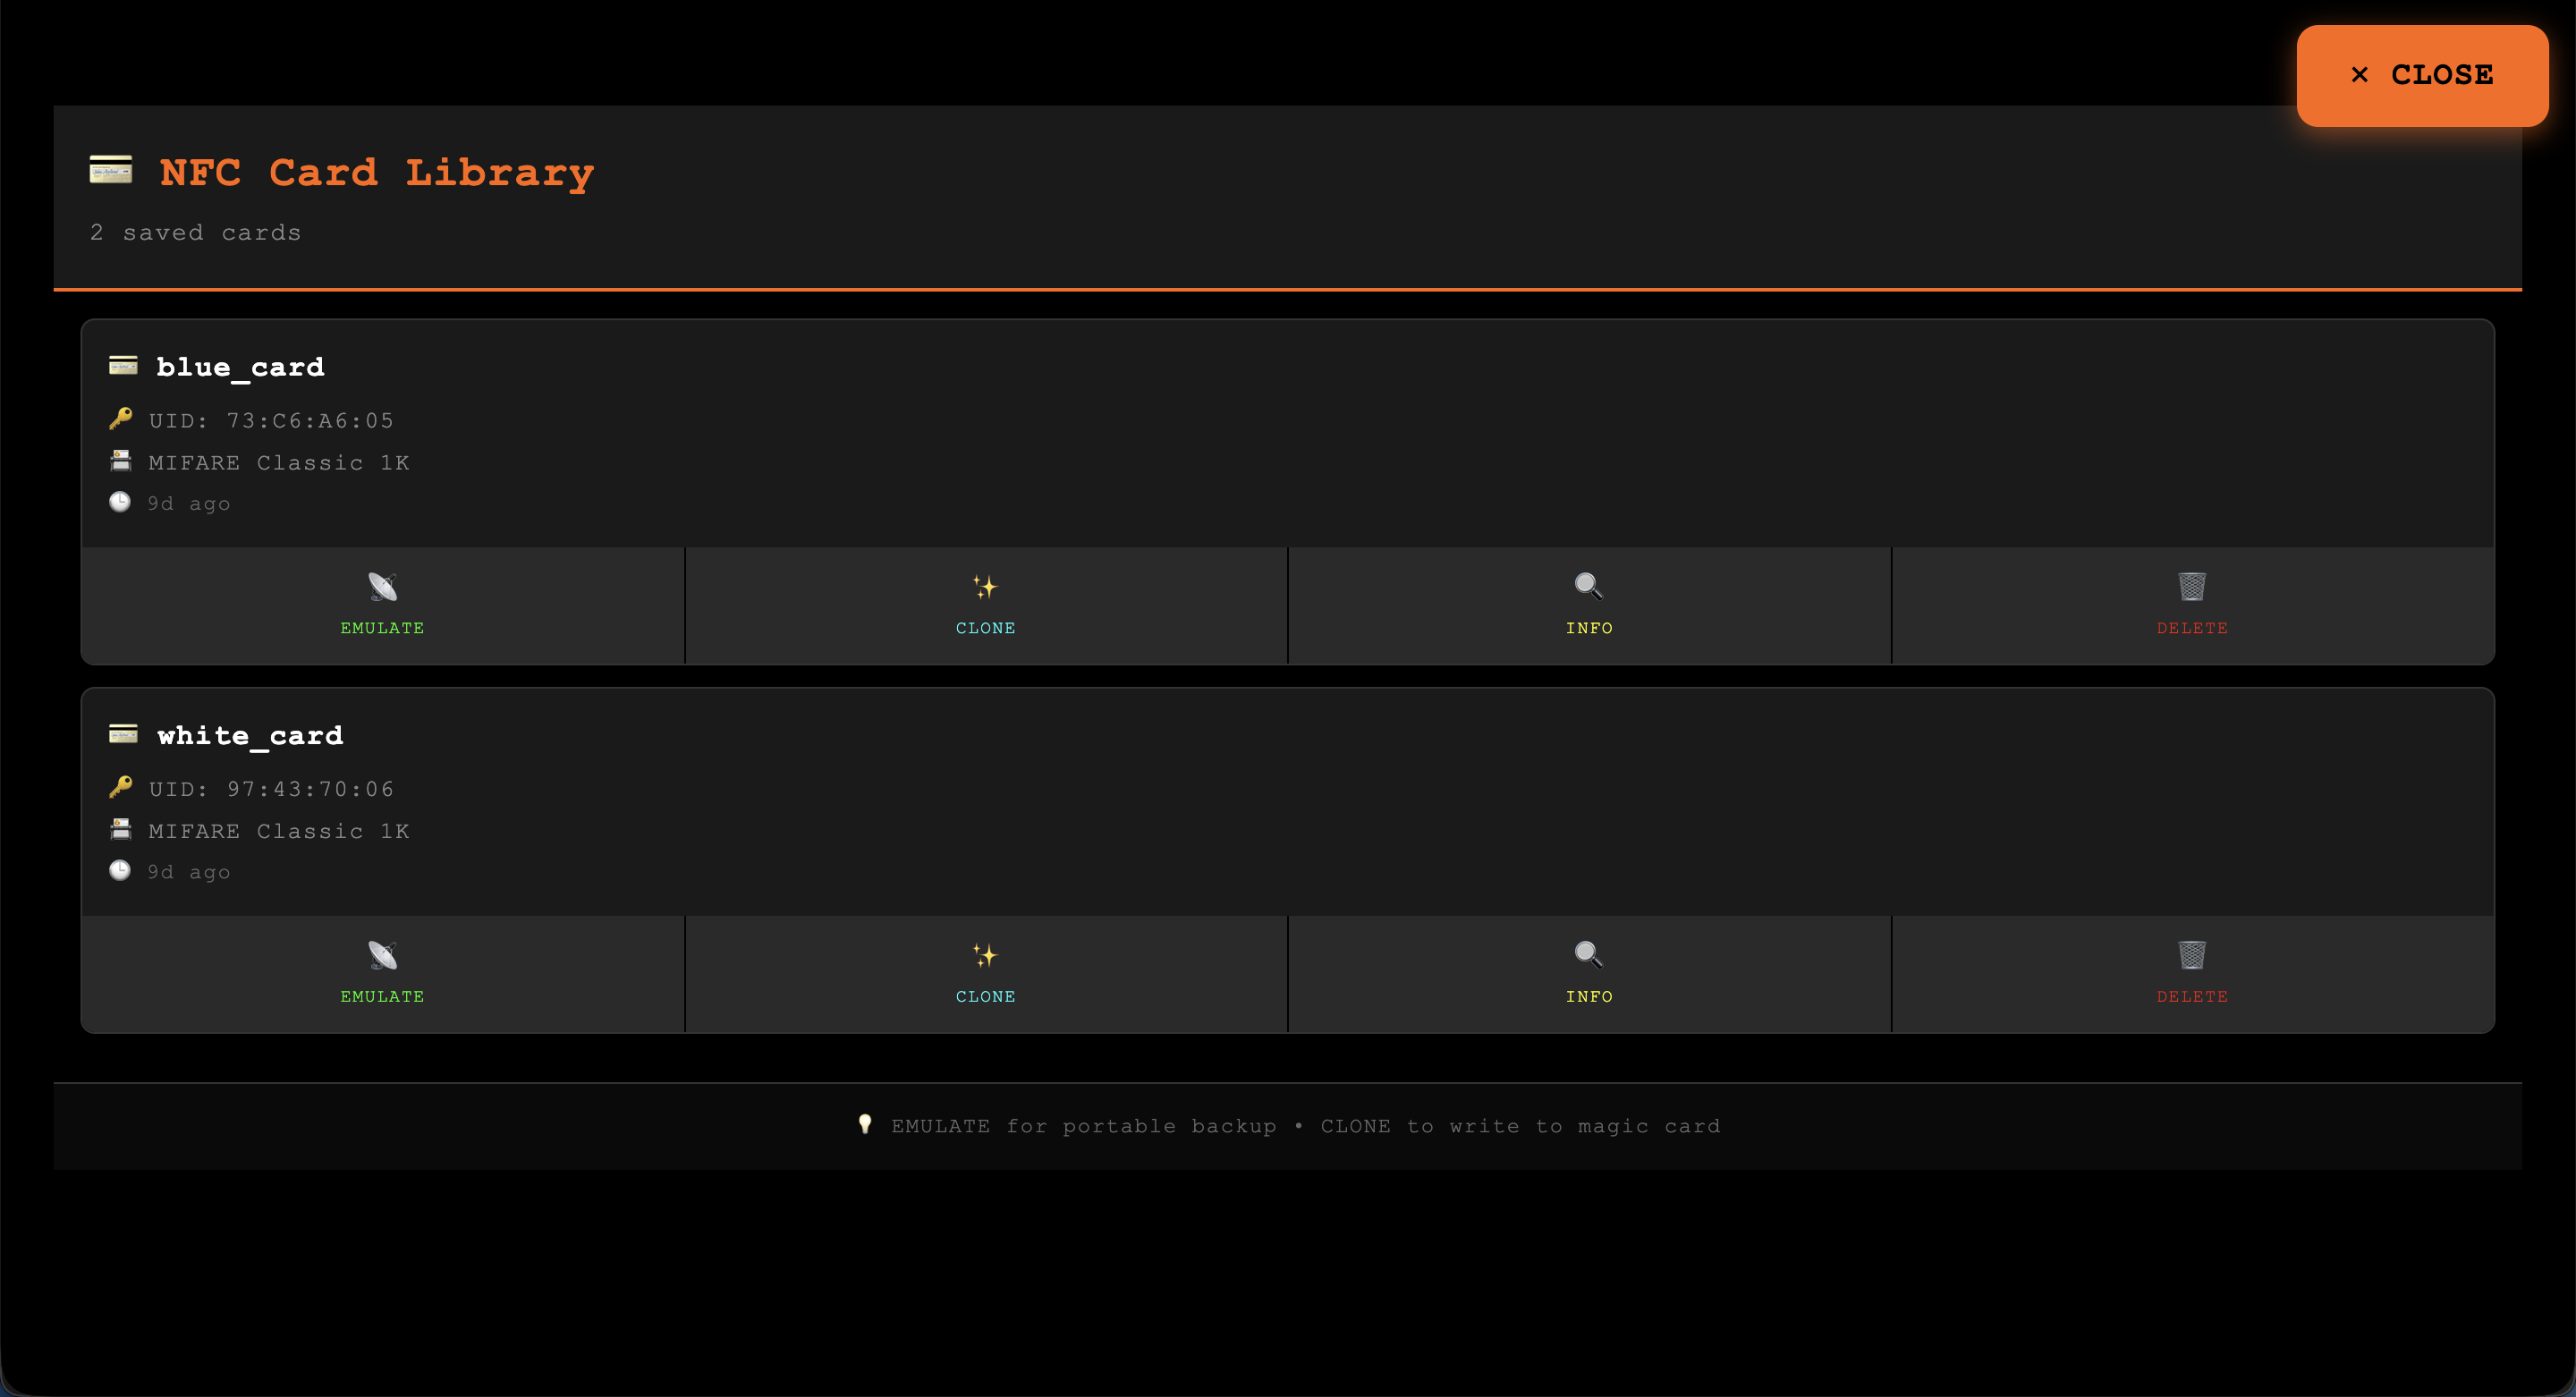 × CLOSE
NFC Card Library
2 saved cards
blue_card
UID: 73:C6:A6:05
MIFARE Classic 1K
9d ago
EMULATE CLONE INFO DELETE
white_card
UID: 97:43:70:06
MIFARE Classic 1K
9d ago
EMULATE CLONE INFO DELETE
EMULATE for portable backup • CLONE to write to magic card